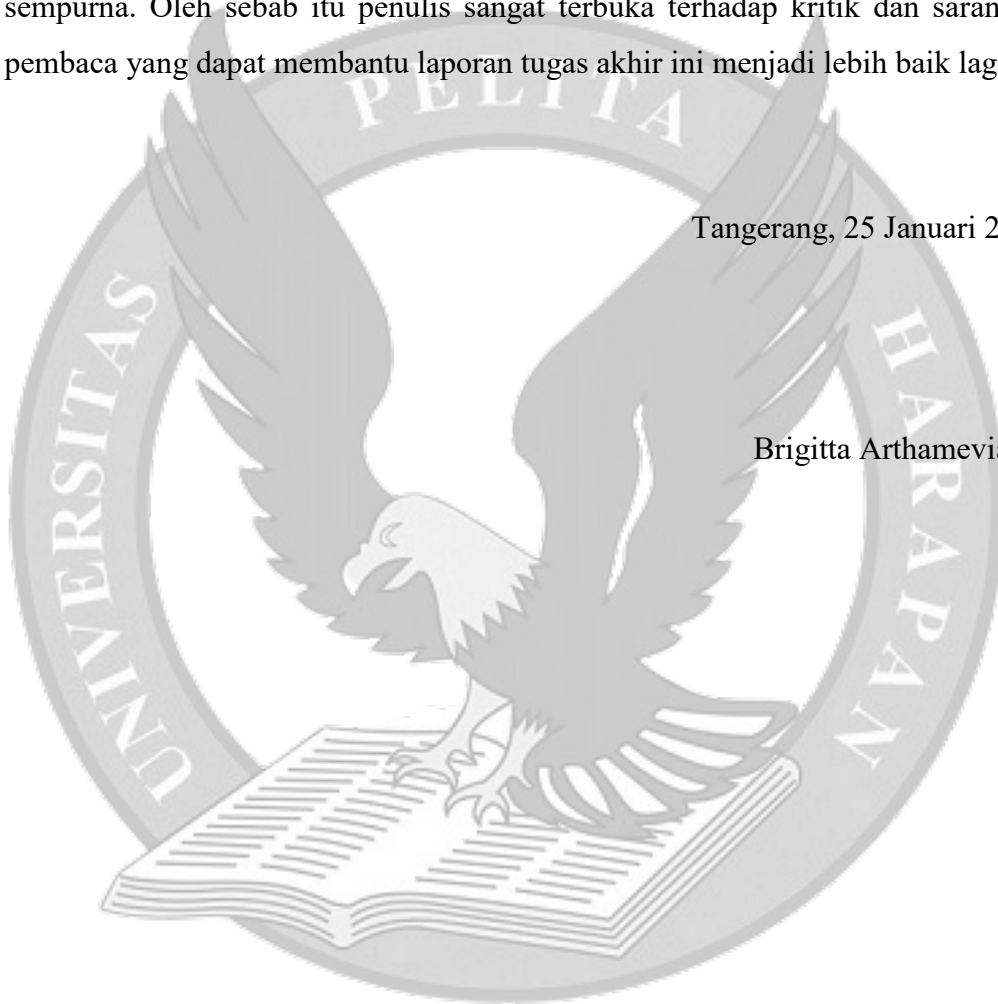 sempurna. Oleh sebab itu penulis sangat terbuka terhadap kritik dan saran
pembaca yang dapat membantu laporan tugas akhir ini menjadi lebih baik lag
Tangerang, 25 Januari 2
Brigitta Arthamevia
UNIVERSITAS PELITA HARAPAN